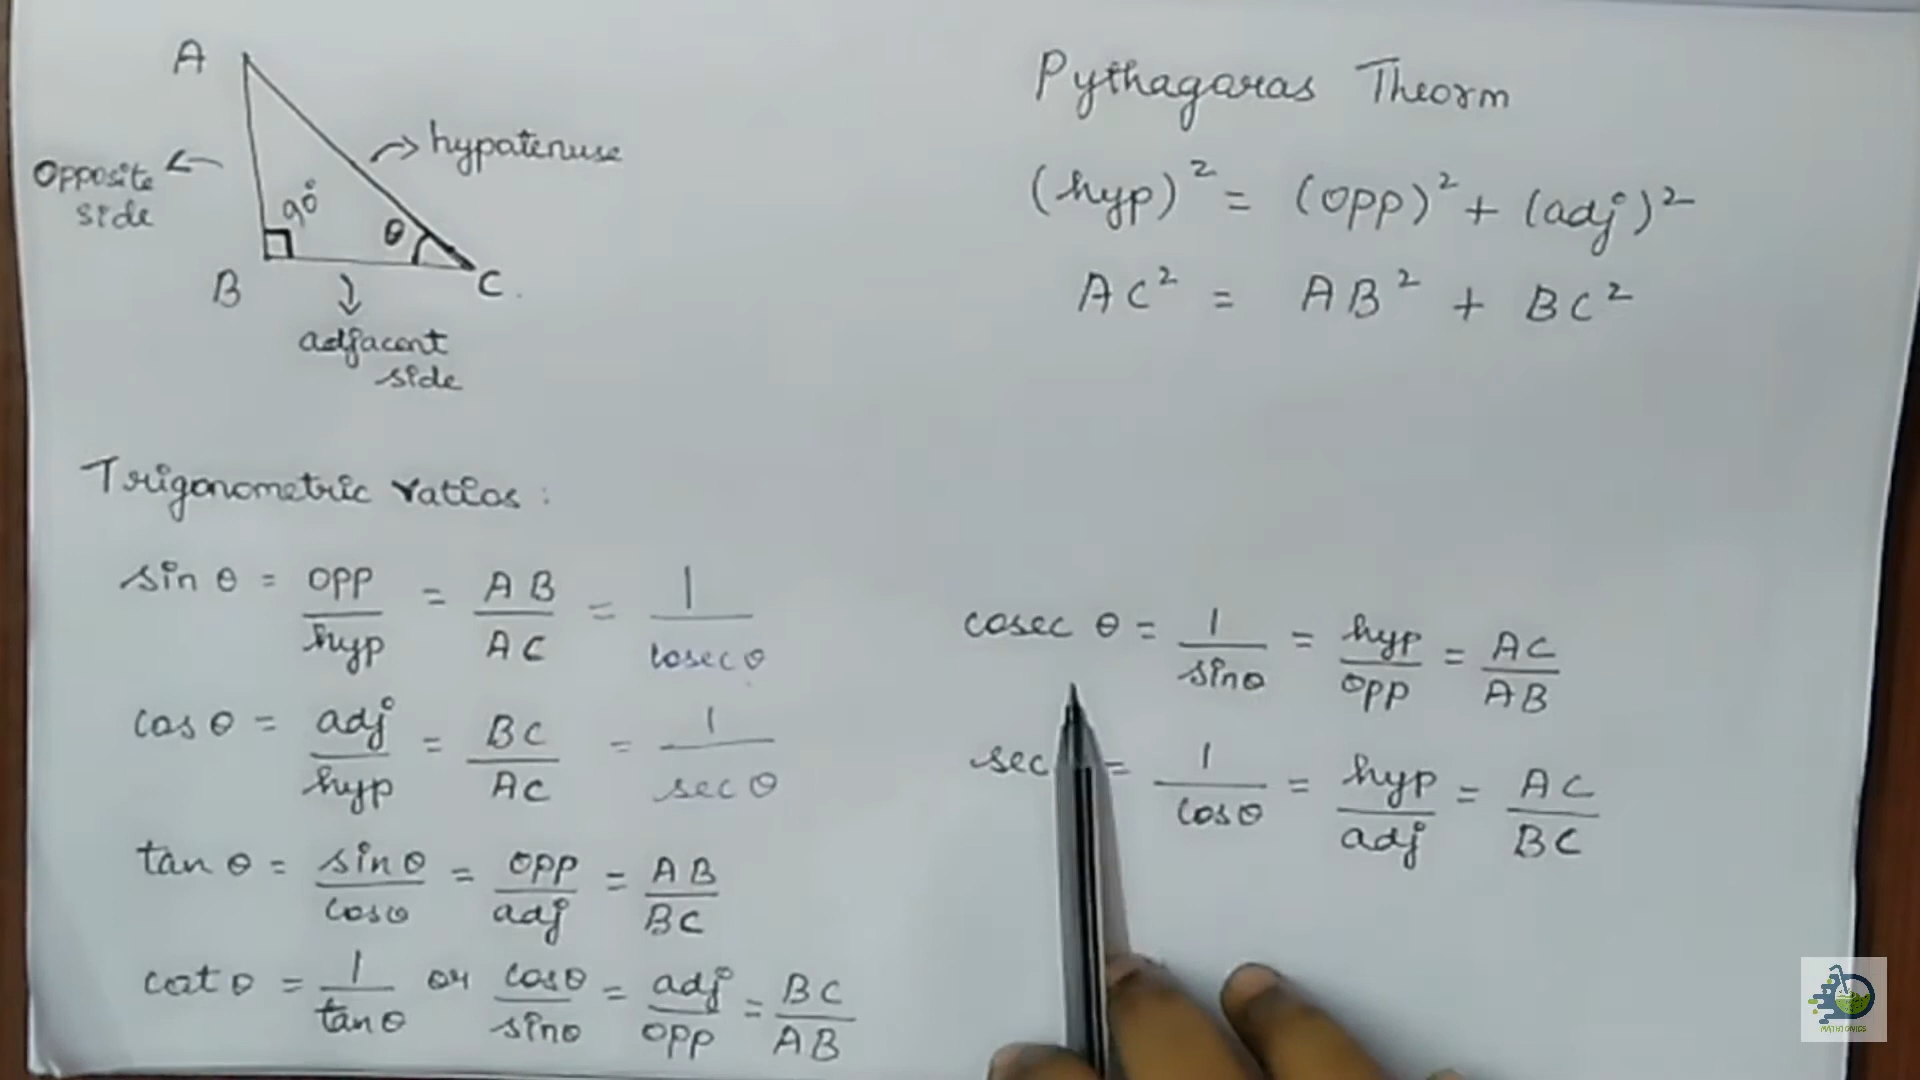 A
hypotenuse
Opposite
side
90°
θ
B
C
adjacent
side
Pythagoras Theorm
(hyp)² = (opp)² + (adj)²
AC² = AB² + BC²
Trigonometric ratios :
sin θ = opp/hyp = AB/AC = 1/cosec θ
cos θ = adj/hyp = BC/AC = 1/sec θ
tan θ = sin θ/cos θ = opp/adj = AB/BC
cot θ = 1/tan θ or cos θ/sin θ = adj/opp = BC/AB
cosec θ = 1/sin θ = hyp/opp = AC/AB
sec = 1/cos θ = hyp/adj = AC/BC
MATHTONICS